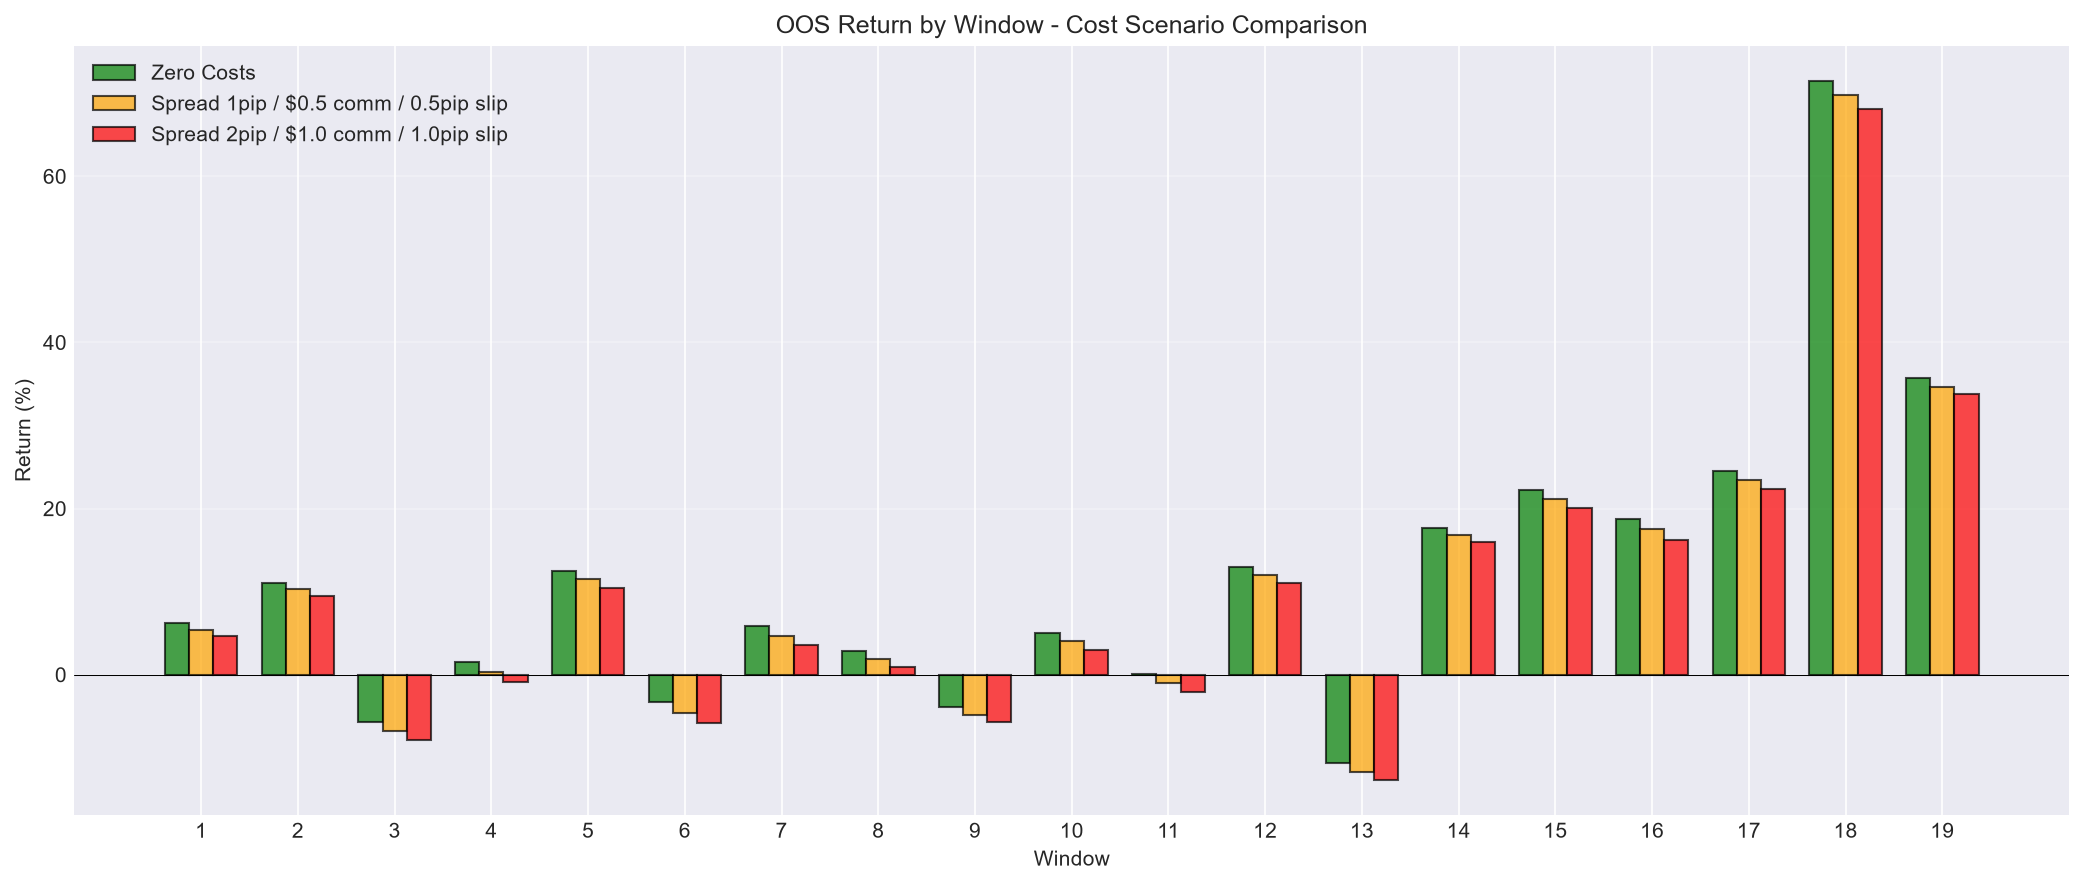 OOS Return by Window - Cost Scenario Comparison
Zero Costs
Spread 1pip / $0.5 comm / 0.5pip slip
Spread 2pip / $1.0 comm / 1.0pip slip
60
40
20
0
Return (%)
1 2 3 4 5 6 7 8 9 10 11 12 13 14 15 16 17 18 19
Window